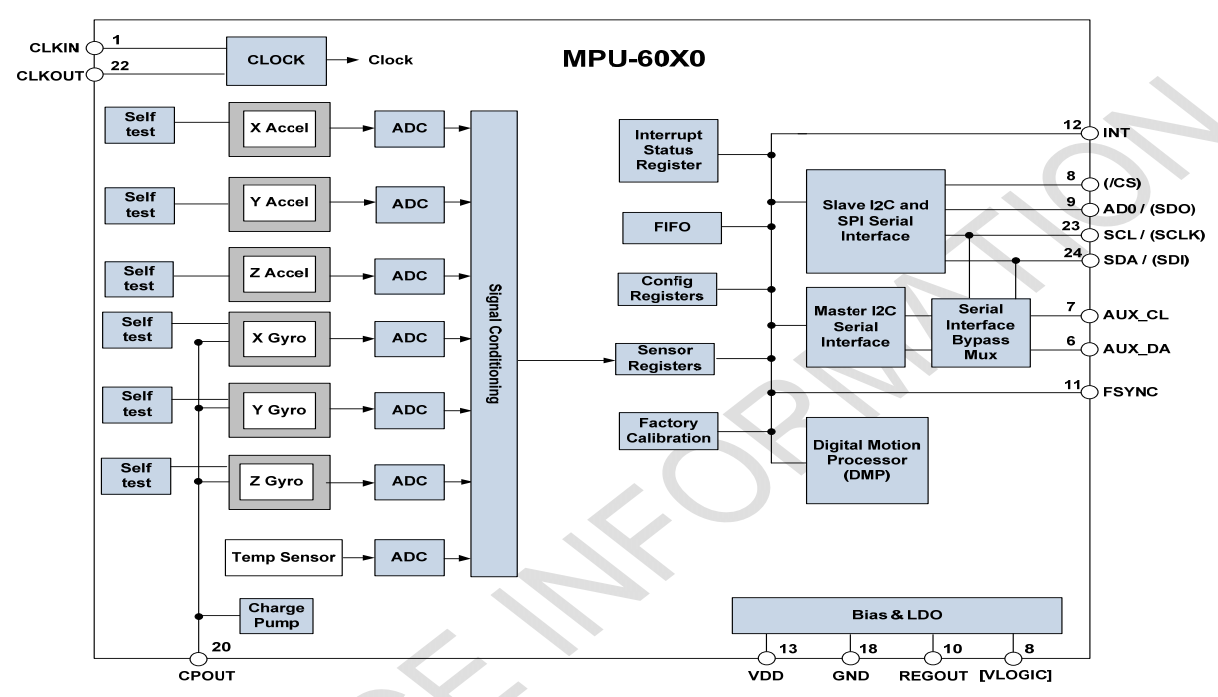 MPU-60X0
CLKIN
1
CLKOUT
22
CLOCK
Clock
Self
test
X Accel
ADC
Self
test
Y Accel
ADC
Self
test
Z Accel
ADC
Self
test
X Gyro
ADC
Self
test
Y Gyro
ADC
Self
test
Z Gyro
ADC
Temp Sensor
ADC
Charge
Pump
20
CPOUT
Signal Conditioning
Interrupt
Status
Register
FIFO
Config
Registers
Sensor
Registers
Factory
Calibration
Slave I2C and
SPI Serial
Interface
Master I2C
Serial
Interface
Serial
Interface
Bypass
Mux
Digital Motion
Processor
(DMP)
12
INT
8
(/CS)
9
AD0 / (SDO)
23
SCL / (SCLK)
24
SDA / (SDI)
7
AUX_CL
6
AUX_DA
11
FSYNC
Bias & LDO
13
VDD
18
GND
10
REGOUT
8
[VLOGIC]
E INFORMATION